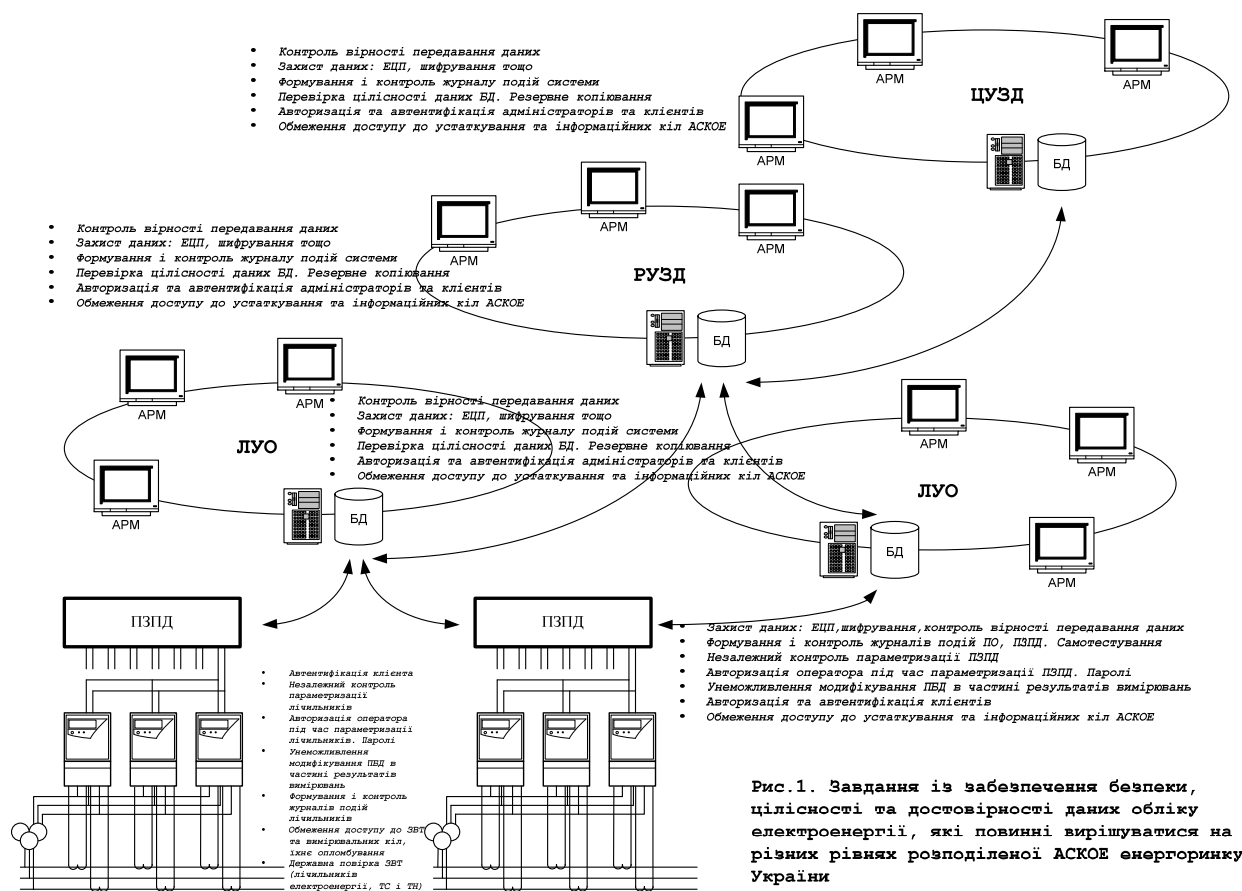 • Контроль вірності передавання даних
• Захист даних: ЕЦП, шифрування тощо
• Формування і контроль журналу подій системи
• Перевірка цілісності даних БД. Резервне копіювання
• Авторизація та автентифікація адміністраторів та клієнтів
• Обмеження доступу до устаткування та інформаційних кіл АСКОЕ
АРМ
АРМ
ЦУЗД
АРМ
БД
АРМ
АРМ
АРМ
РУЗД
БД
• Контроль вірності передавання даних
• Захист даних: ЕЦП, шифрування тощо
• Формування і контроль журналу подій системи
• Перевірка цілісності даних БД. Резервне копіювання
• Авторизація та автентифікація адміністраторів та клієнтів
• Обмеження доступу до устаткування та інформаційних кіл АСКОЕ
АРМ
АРМ
ЛУО
АРМ
БД
• Контроль вірності передавання даних
• Захист даних: ЕЦП, шифрування тощо
• Формування і контроль журналу подій системи
• Перевірка цілісності даних БД. Резервне копіювання
• Авторизація та автентифікація адміністраторів та клієнтів
• Обмеження доступу до устаткування та інформаційних кіл АСКОЕ
АРМ
АРМ
ЛУО
БД
АРМ
ПЗПД
ПЗПД
• Захист даних: ЕЦП,шифрування,контроль вірності передавання даних
• Формування і контроль журналів подій ПО, ПЗПД. Самотестування
• Незалежний контроль параметризації ПЗПД
• Авторизація оператора під час параметризації ПЗПД. Паролі
• Унеможливлення модифікування ПБД в частині результатів вимірювань
• Авторизація та автентифікація клієнтів
• Обмеження доступу до устаткування та інформаційних кіл АСКОЕ
• Автентифікація клієнта
• Незалежний контроль
параметризації
лічильників
• Авторизація оператора
під час параметризації
лічильників. Паролі
• Унеможливлення
модифікування ПБД в
частині результатів
вимірювань
• Формування і контроль
журналів подій
лічильників
• Обмеження доступу до ЗВТ
та вимірювальних кіл,
їхнє опломбування
• Державна повірка ЗВТ
(лічильників
електроенергії, ТС і ТН)
Рис.1. Завдання із забезпечення безпеки,
цілісності та достовірності даних обліку
електроенергії, які повинні вирішуватися на
різних рівнях розподіленої АСКОЕ енергоринку
України